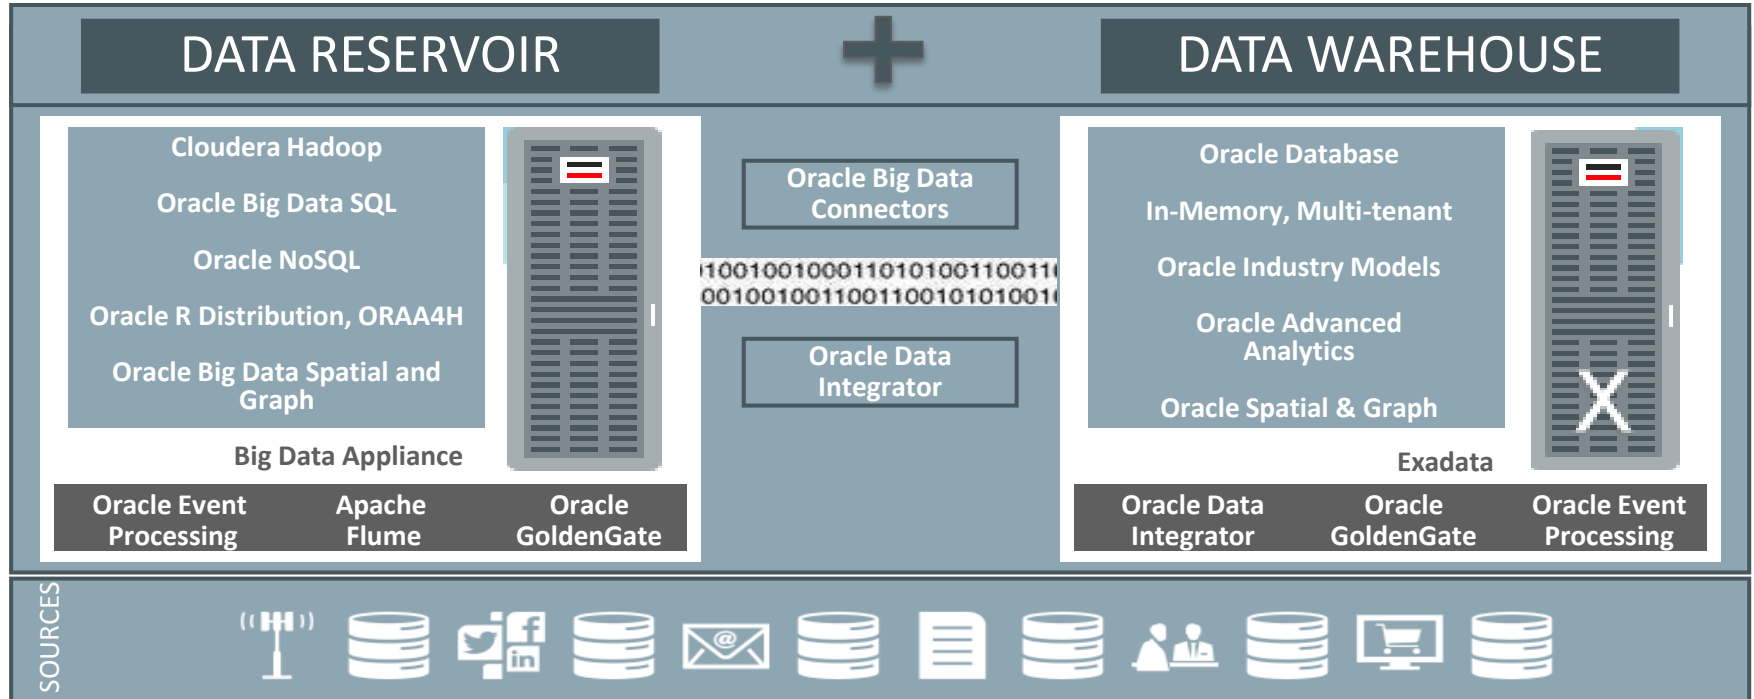 DATA RESERVOIR
DATA WAREHOUSE
Cloudera Hadoop
Oracle Big Data SQL
Oracle NoSQL
Oracle R Distribution, ORAA4H
Oracle Big Data Spatial and
Graph
Big Data Appliance
Oracle Event
Processing
Apache
Flume
Oracle
GoldenGate
Oracle Big Data
Connectors
10010010001101010011001
0010010011001100101010010
Oracle Data
Integrator
Oracle Database
In-Memory, Multi-tenant
Oracle Industry Models
Oracle Advanced
Analytics
Oracle Spatial & Graph
X
Exadata
Oracle Data
Integrator
Oracle
GoldenGate
Oracle Event
Processing
SOURCES
@
f
in